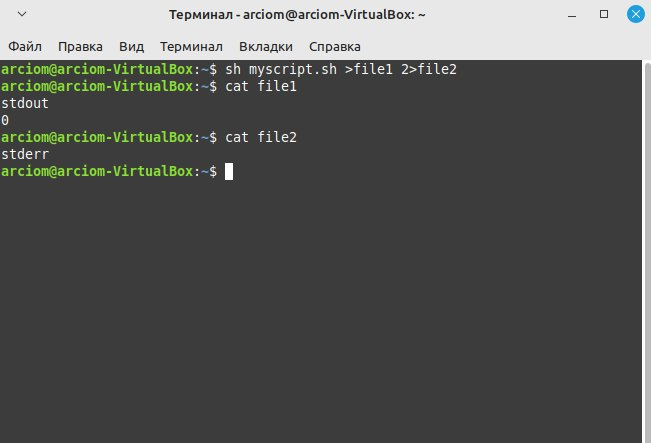 Терминал - arciom@arciom-VirtualBox: ~
Файл Правка Вид Терминал Вкладки Справка
arciom@arciom-VirtualBox:~$ sh myscript.sh >file1 2>file2
arciom@arciom-VirtualBox:~$ cat file1
stdout
0
arciom@arciom-VirtualBox:~$ cat file2
stderr
arciom@arciom-VirtualBox:~$